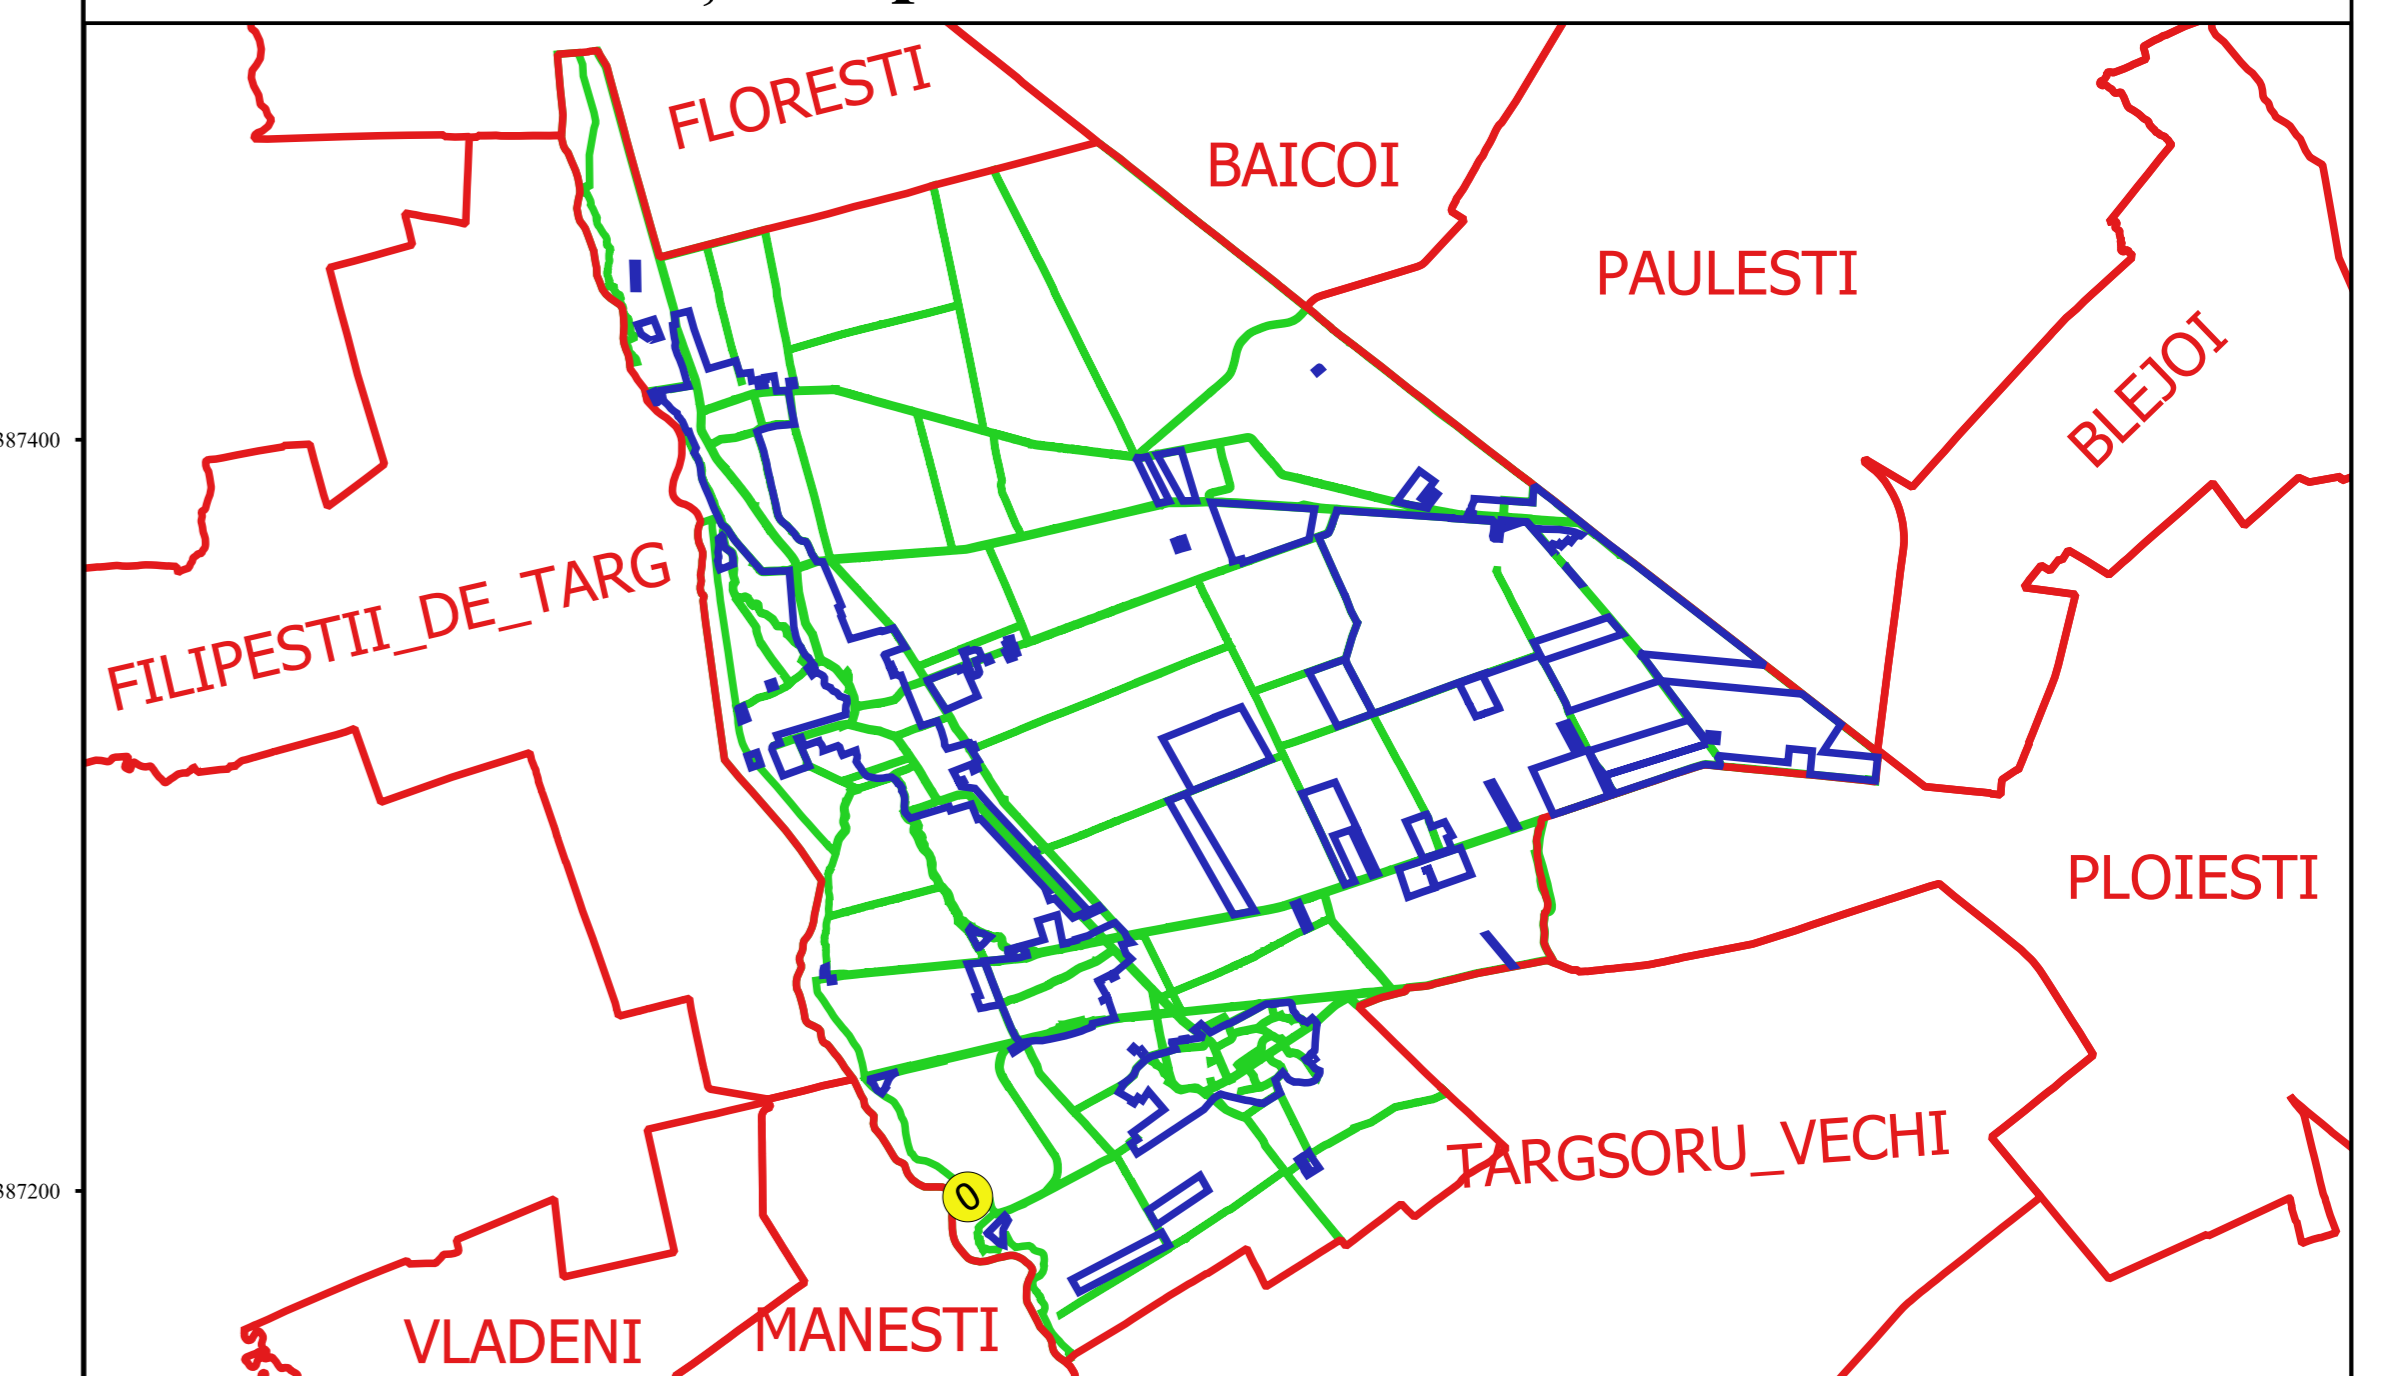 FLORESTI
BAICOI
PAULESTI
BLEJOI
387400
FILIPESTII_DE_TARG
PLOIESTI
TARGSORU_VECHI
387200
0
VLADENI
MANESTI